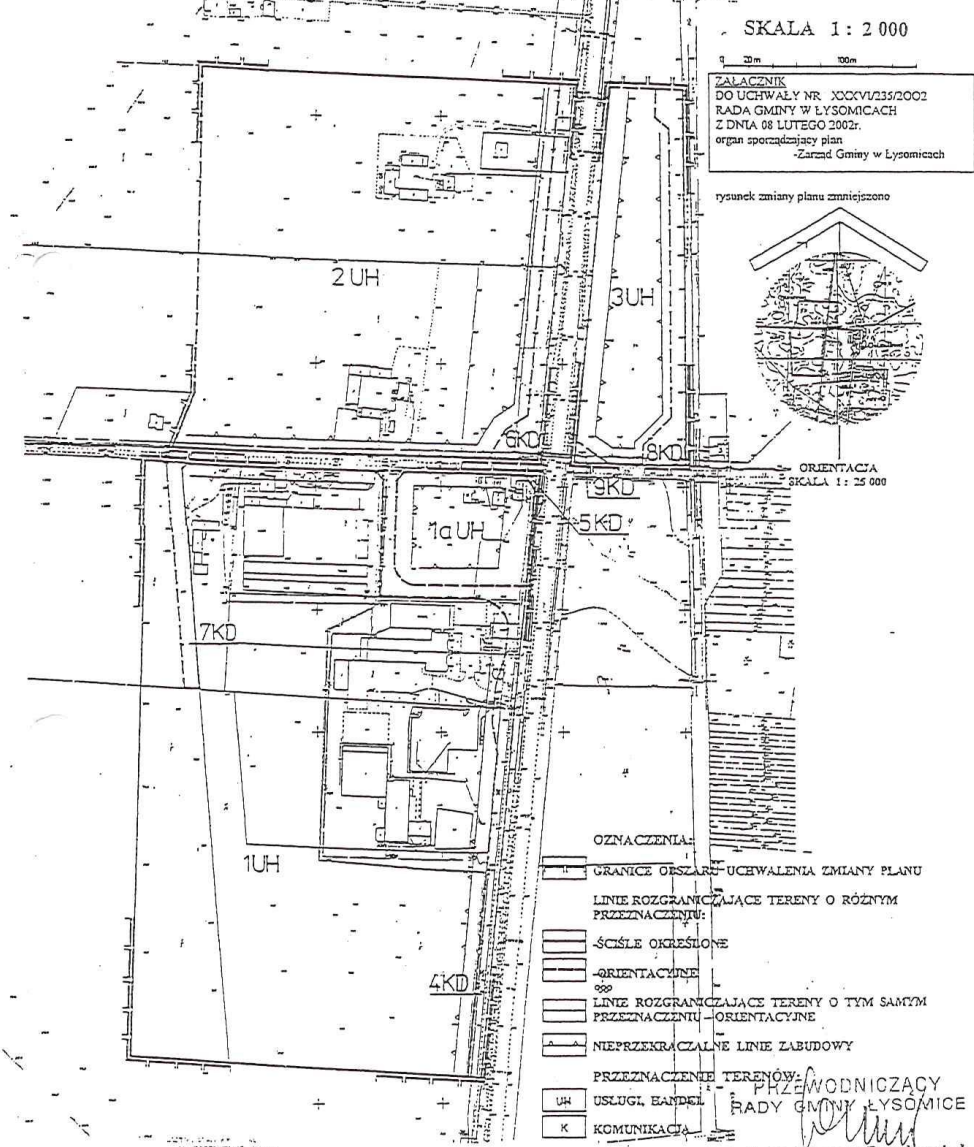 SKALA 1 : 2 000
0 20m 100m
ZAŁĄCZNIK
DO UCHWAŁY NR XXXVI/235/2002
RADA GMINY W ŁYSOMICACH
Z DNIA 08 LUTEGO 2002r.
organ sporządzający plan
-Zarząd Gminy w Łysomicach
rysunek zmiany planu zmniejszono
ORIENTACJA
SKALA 1 : 25 000
2 UH
3UH
6KD
8KD
9KD
5KD
1a UH
7KD
1UH
4KD
OZNACZENIA:
GRANICE OBSZARU UCHWALENIA ZMIANY PLANU
LINIE ROZGRANICZAJĄCE TERENY O RÓŻNYM
PRZEZNACZENIU:
-ŚCIŚLE OKREŚLONE
-ORIENTACYJNE
LINIE ROZGRANICZAJĄCE TERENY O TYM SAMYM
PRZEZNACZENIU - ORIENTACYJNE
NIEPRZEKRACZALNE LINIE ZABUDOWY
PRZEZNACZENIE TERENÓW:
UH USŁUGI, HANDEL
K KOMUNIKACJA
PRZEWODNICZĄCY
RADY GMINY ŁYSOMICE